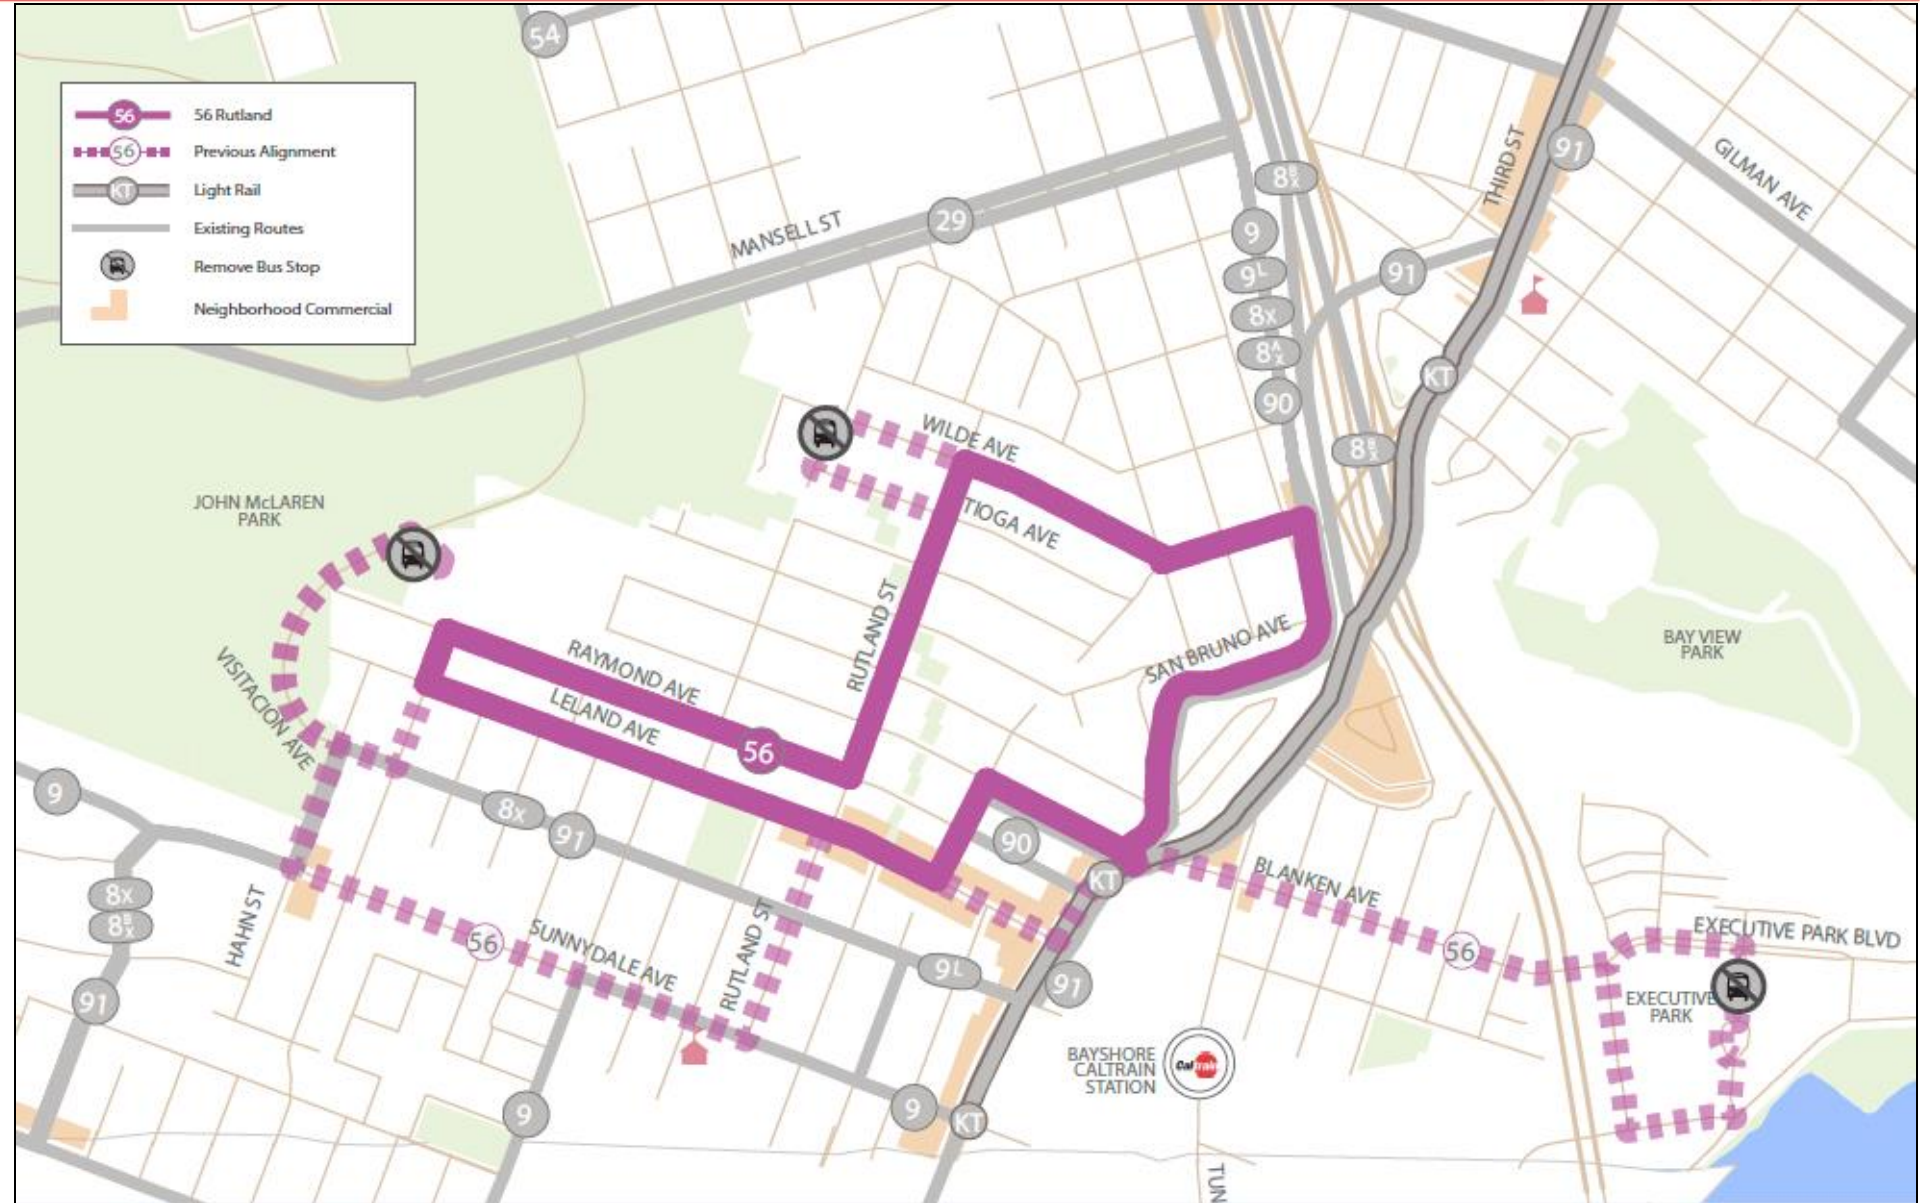 54
56
56 Rutland
56
Previous Alignment
KT
Light Rail
Existing Routes
Remove Bus Stop
Neighborhood Commercial
THIRD ST
91
GILMAN AVE
8BX
MANSELL ST
29
9
9L
91
8X
8AX
KT
90
8BX
WILDE AVE
JOHN McLAREN
PARK
TIOGA AVE
RUTLAND ST
SAN BRUNO AVE
BAY VIEW
PARK
VISITACION AVE
RAYMOND AVE
LELAND AVE
56
9
8X
91
90
KT
BLANKEN AVE
8X
8BX
HAHN ST
56
SUNNYDALE AVE
RUTLAND ST
9L
91
56
EXECUTIVE PARK BLVD
EXECUTIVE
PARK
91
BAYSHORE
CALTRAIN
STATION
Caltrain
9
9
KT
TUN